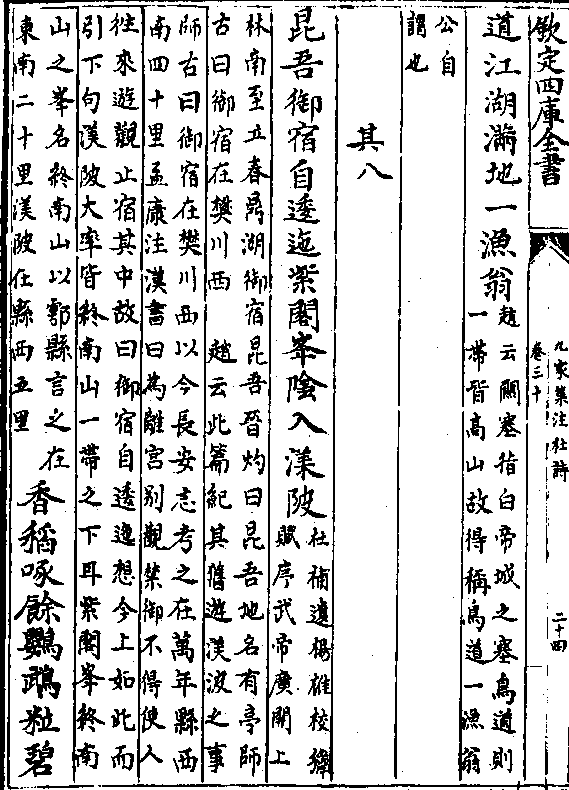 欽定四庫全書
九家集注杜詩
卷三十
二十四
道江湖滿地一漁翁
趙云關塞指白帝城之塞鳥道則
一帶皆高山故得稱鳥道一漁翁
公自
謂也
其八
昆吾御宿自逶迤紫閣峯陰入渼陂
杜補遺楊雄校獵
賦序武帝廣開上
林南至宜春鼎湖御宿昆吾晉灼曰昆吾地名有亭師
古曰御宿在樊川西 趙云此篇紀其舊遊渼陂之事
師古曰御宿在樊川西以今長安志考之在萬年縣西
南四十里孟康注漢書曰為離宮别觀禁御不得使人
徃來遊觀止宿其中故曰御宿自逶迤想今上如此而
引下句渼陂大率皆終南山一帶之下耳紫閣峯終南
山之峯名終南山以鄠縣言之在
東南二十里渼陂在縣西五里
香稻啄餘鸚鵡粒碧